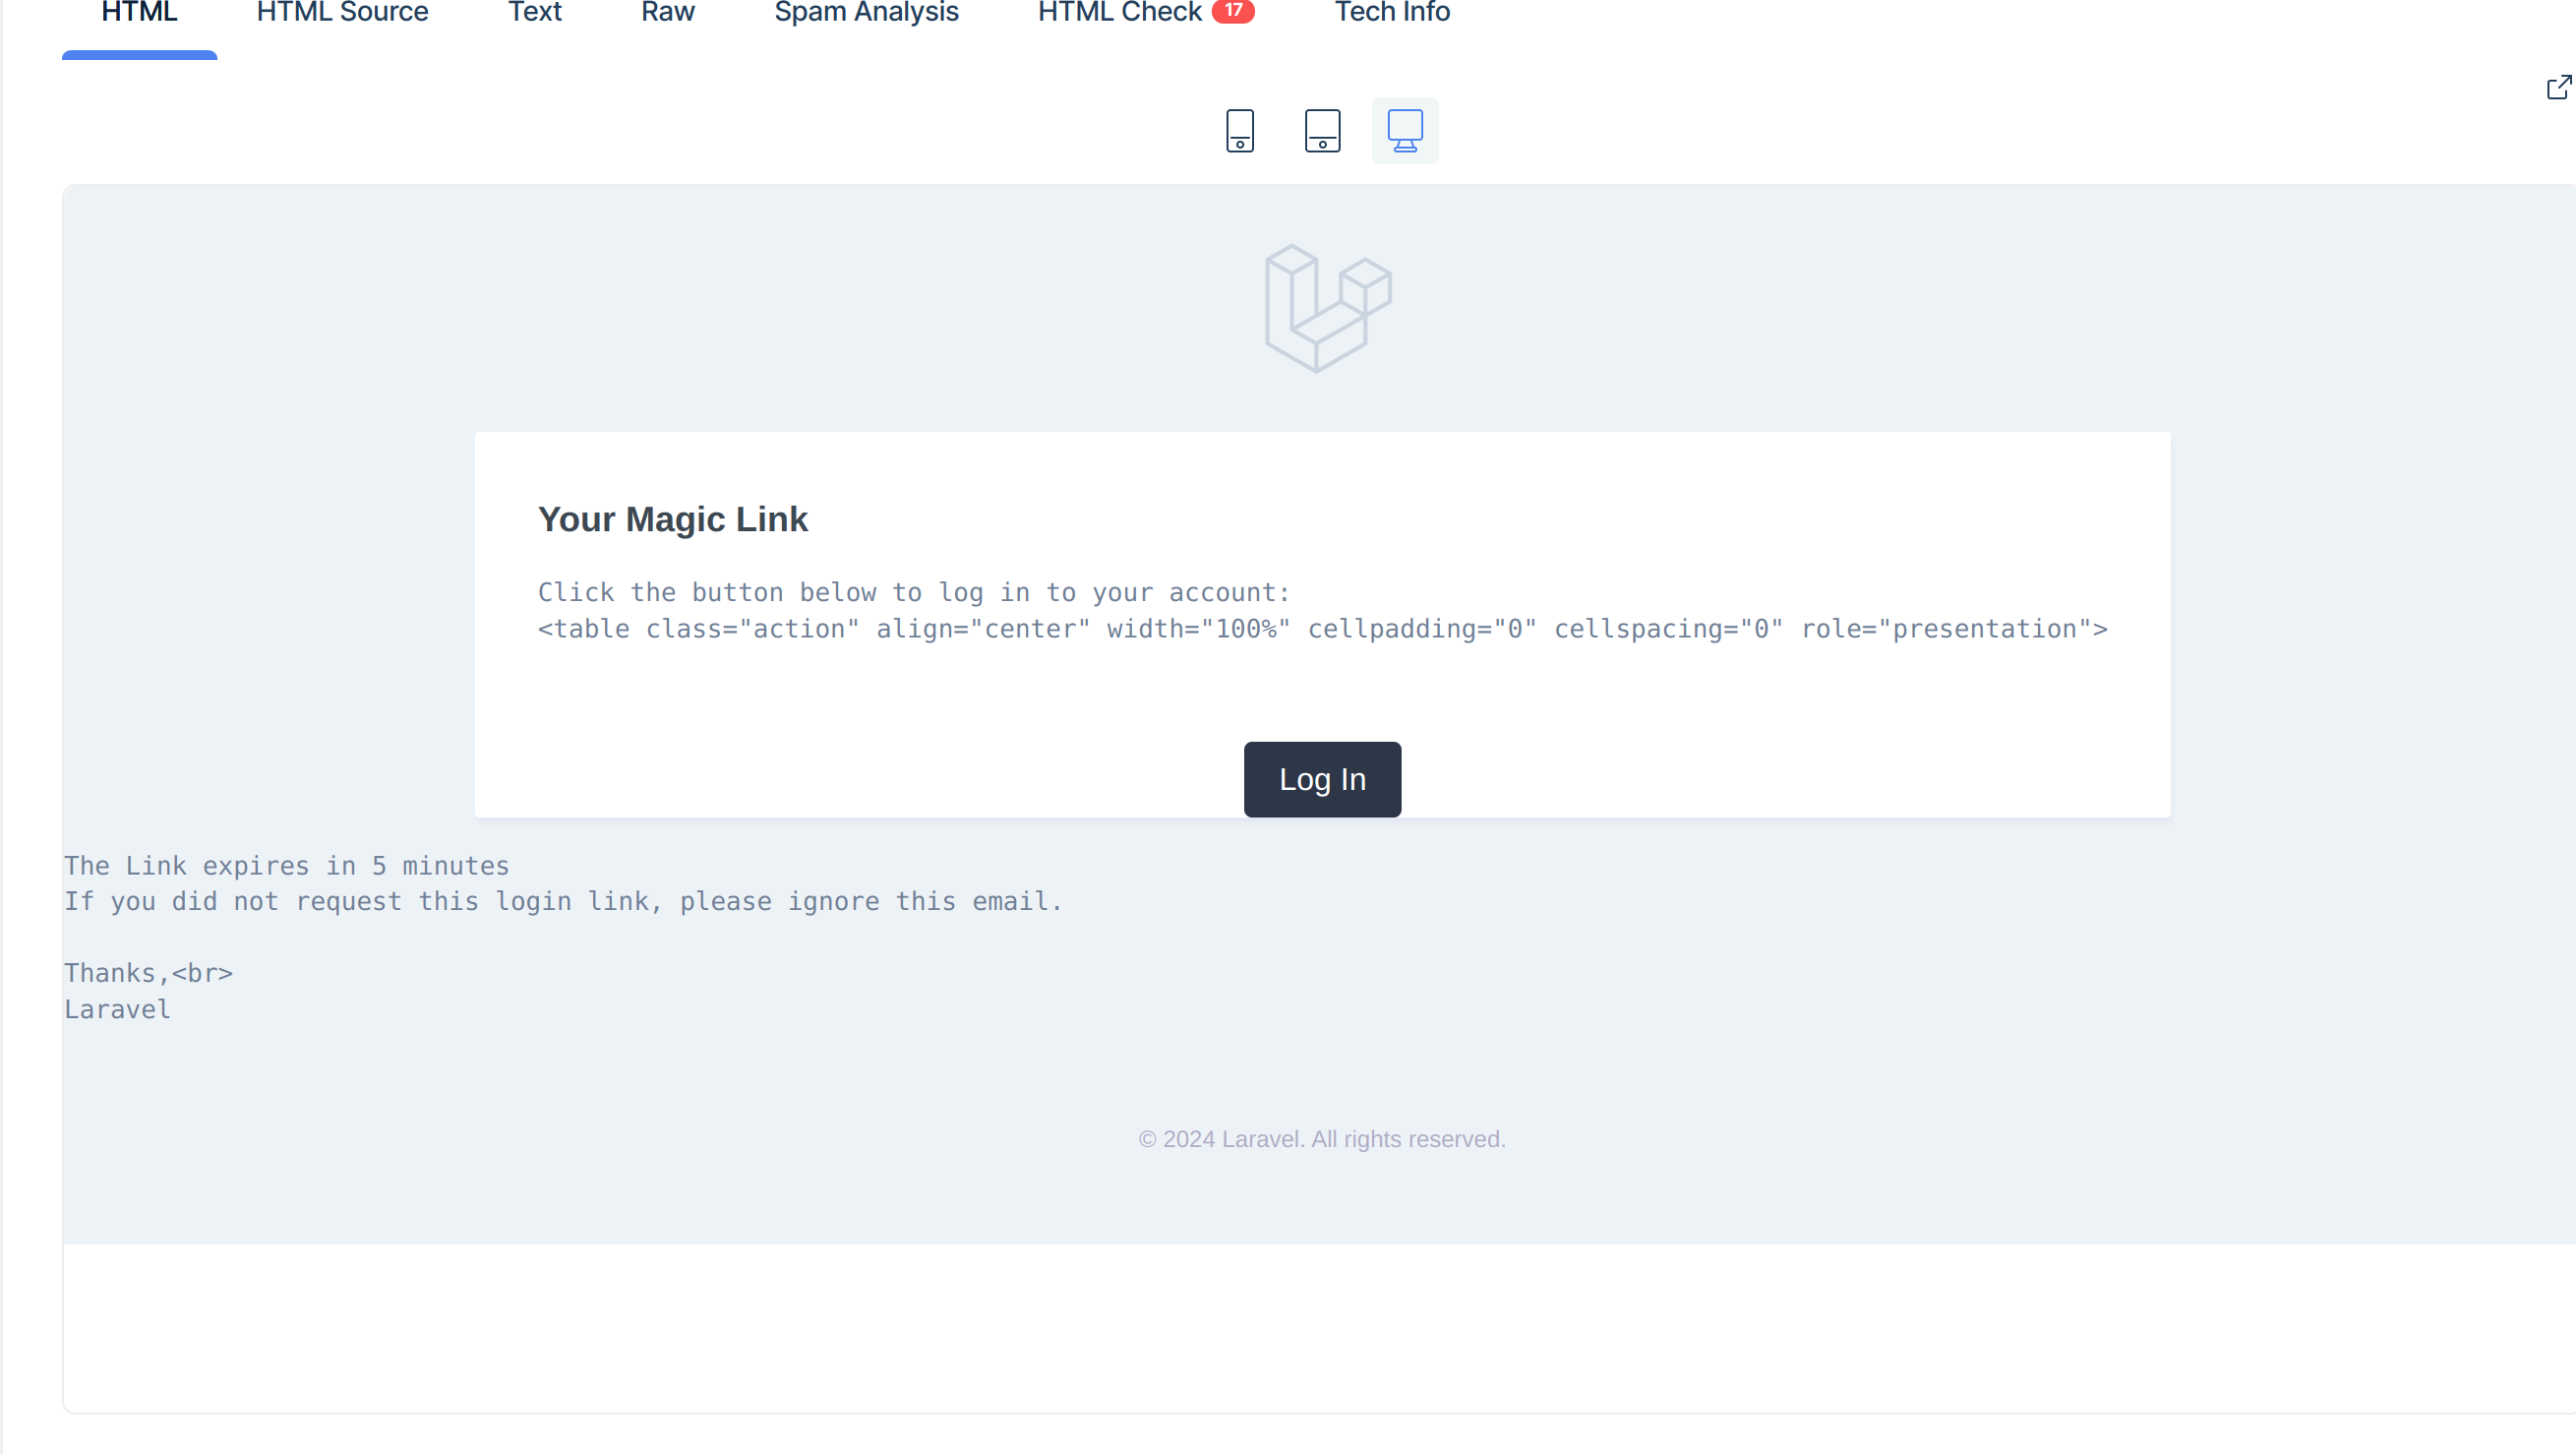 HTML HTML Source Text Raw Spam Analysis HTML Check 17 Tech Info
Your Magic Link
Click the button below to log in to your account:
<table class="action" align="center" width="100%" cellpadding="0" cellspacing="0" role="presentation">
Log In
The Link expires in 5 minutes
If you did not request this login link, please ignore this email.
Thanks,<br>
Laravel
© 2024 Laravel. All rights reserved.